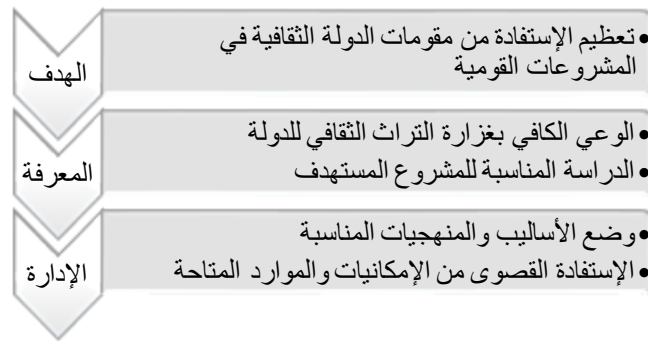 الهدف
•تعظيم الإستفادة من مقومات الدولة الثقافية في
المشروعات القومية
المعرفة
•الوعي الكافي بغزارة التراث الثقافي للدولة
•الدراسة المناسبة للمشروع المستهدف
الإدارة
•وضع الأساليب والمنهجيات المناسبة
•الإستفادة القصوى من الإمكانيات والموارد المتاحة